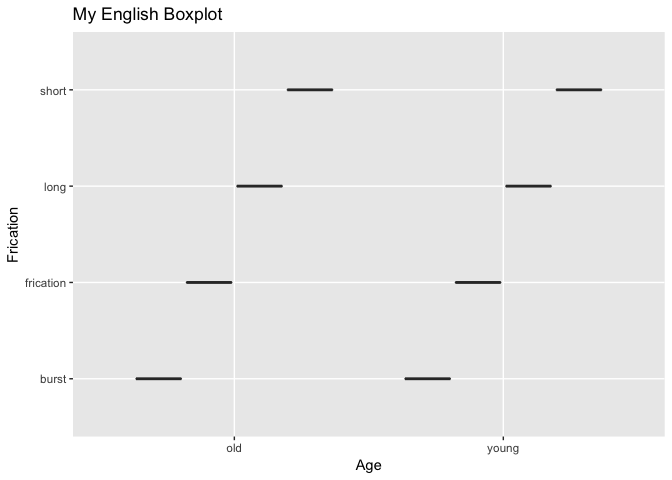 My English Boxplot
short
long
frication
burst
Frication
old
young
Age